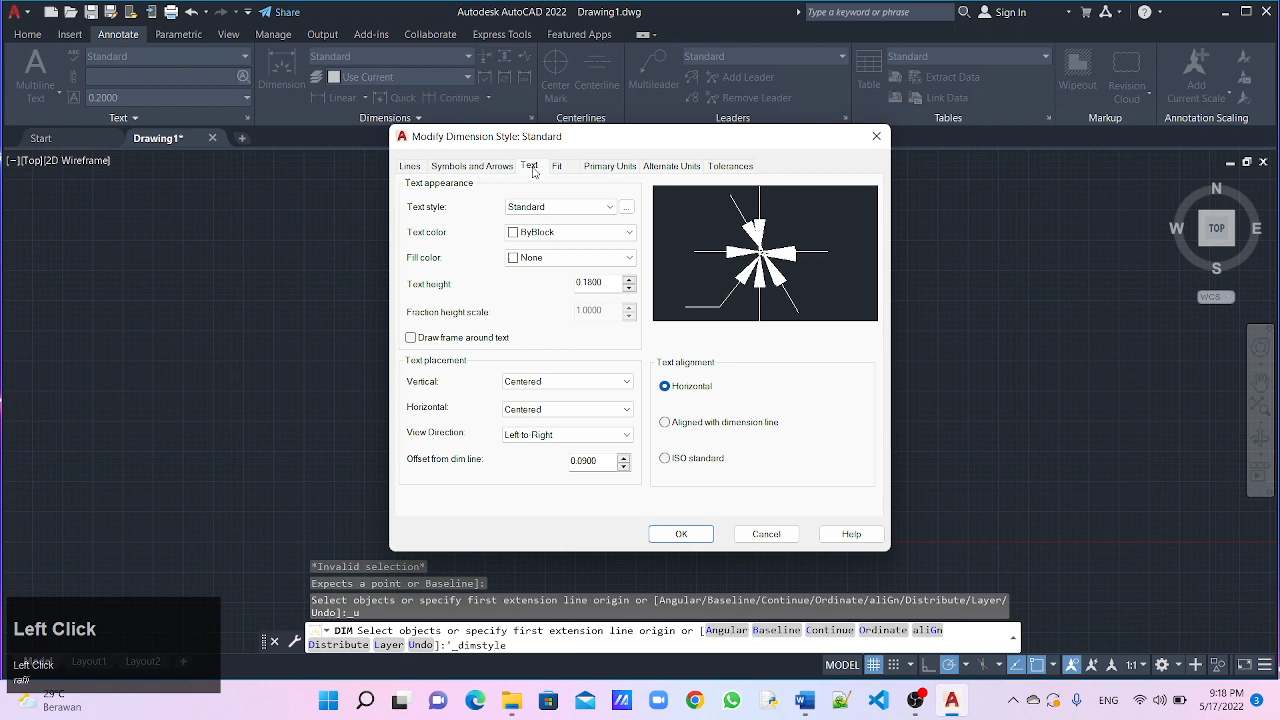 Share
Autodesk AutoCAD 2022 Drawing1.dwg
Type a keyword or phrase
Sign In
Home Insert Annotate Parametric View Manage Output Add-ins Collaborate Express Tools Featured Apps
Multiline
Text
Standard
0.2000
Dimension
Standard
Use Current
Linear Quick Continue
Center
Mark
Centerline
Multileader
Standard
Add Leader
Remove Leader
Table
Standard
Extract Data
Link Data
Wipeout
Revision
Cloud
Add
Current Scale
Text
Dimensions
Centerlines
Leaders
Tables
Markup
Annotation Scaling
Start
Drawing1*
[−][Top][2D Wireframe]
Modify Dimension Style: Standard
Lines Symbols and Arrows Text Fit Primary Units Alternate Units Tolerances
Text appearance
Text style: Standard ...
Text color: ByBlock
Fill color: None
Text height: 0.1800
Fraction height scale: 1.0000
Draw frame around text
Text placement
Vertical: Centered
Horizontal: Centered
View Direction: Left-to-Right
Offset from dim line: 0.0900
Text alignment
Horizontal
Aligned with dimension line
ISO standard
OK Cancel Help
N
W TOP E
S
WCS
*Invalid selection*
Expects a point or Baseline]:
Select objects or specify first extension line origin or [Angular/Baseline/Continue/Ordinate/aliGn/Distribute/Layer/
Undo]:_u
DIM Select objects or specify first extension line origin or [Angular Baseline Continue Ordinate aliGn
Distribute Layer Undo]:'_dimstyle
Left Click
Left Click
raffi
Layout1 Layout2 +
MODEL
1:1
29°C
Berawan
ENG
9:18 PM
5/17/2022
3